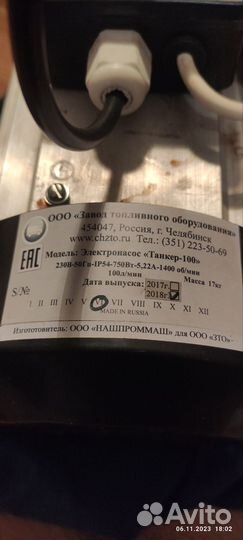 ООО «Завод топливного оборудования»
454047, Россия, г. Челябинск
www.chzto.ru Тел.: (351) 223-50-69
Модель: Электронасос «Танкер-100»
230В-50Гц-IP54-750Вт-5,22А-1400 об/мин
100л/мин Масса 17кг
EAC
S/№
Дата выпуска: 2017г.
2018г.
I II III IV V VI VII VIII IX X XI XII
MADE IN RUSSIA
Изготовитель: ООО «НАШПРОММАШ» для ООО «ЗТО»
06.11.2023 18:02
Avito